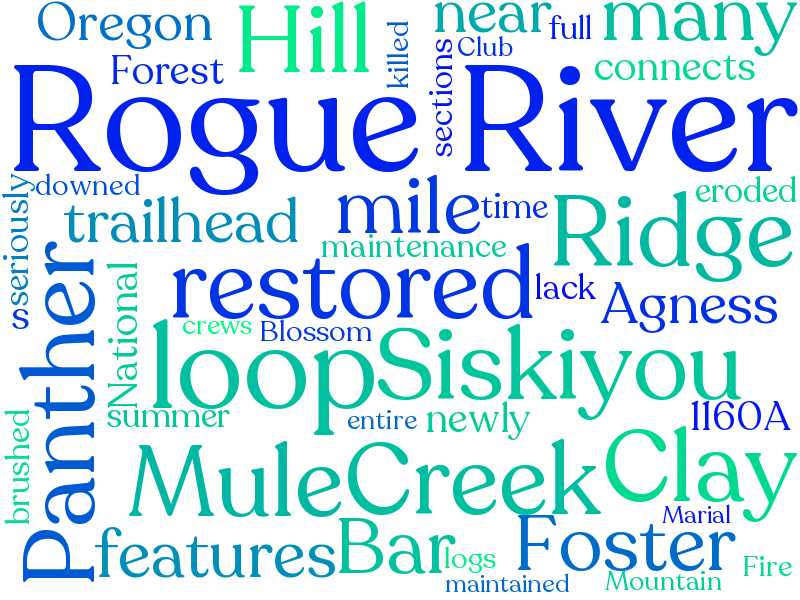 Oregon
Hill
killed
near
full
many
Club
Forest
sections
connects
Rogue River
downed
seriously
trailhead
mile
time
eroded
Ridge
maintenance
s
Panther
National
restored
lack
Agness
crews
Blossom
loop
Siskiyou
summer
entire
newly
1160A
brushed
Mule
Creek
Clay
Marial
features
Bar
logs
Foster
Fire
maintained
Mountain